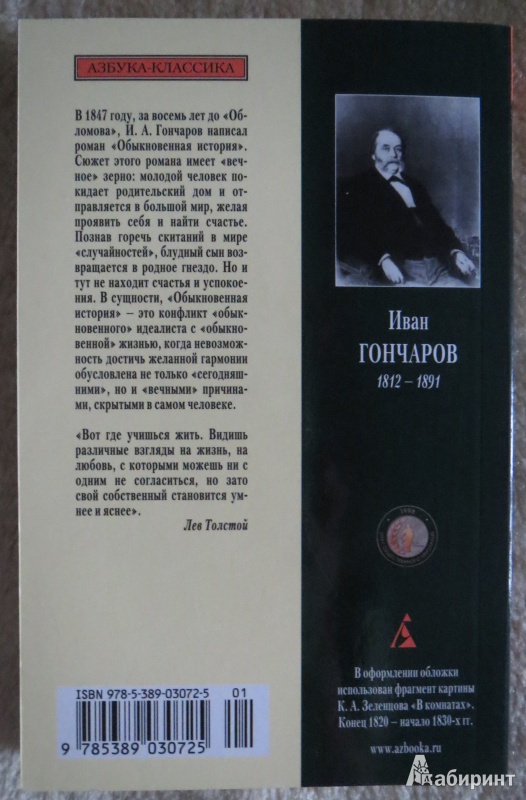 АЗБУКА-КЛАССИКА
В 1847 году, за восемь лет до «Об-
ломова», И. А. Гончаров написал
роман «Обыкновенная история».
Сюжет этого романа имеет «веч-
ное» зерно: молодой человек по-
кидает родительский дом и от-
правляется в большой мир, желая
проявить себя и найти счастье.
Познав горечь скитаний в мире
«случайностей», блудный сын воз-
вращается в родное гнездо. Но и
тут не находит счастья и успокое-
ния. В сущности, «Обыкновенная
история» – это конфликт «обык-
новенного» идеалиста с «обыкно-
венной» жизнью, когда невозмож-
ность достичь желанной гармонии
обусловлена не только «сегодняш-
ними», но и «вечными» причина-
ми, скрытыми в самом человеке.
«Вот где учишься жить. Видишь
различные взгляды на жизнь, на
любовь, с которыми можешь ни с
одним не согласиться, но зато
свой собственный становится ум-
нее и яснее».
Лев Толстой
ISBN 978-5-389-03072-5 01
9 785389 030725
Иван
ГОНЧАРОВ
1812 – 1891
В оформлении обложки
использован фрагмент картины
К. А. Зеленцова «В комнатах».
Конец 1820 – начало 1830-х гг.
www.azbooka.ru
Лабиринт